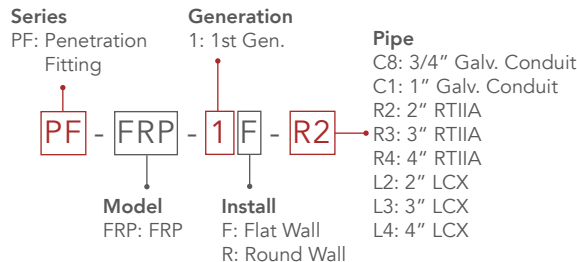 Series
PF: Penetration
Fitting
Generation
1: 1st Gen.
Pipe
C8: 3/4” Galv. Conduit
C1: 1” Galv. Conduit
R2: 2” RTIIA
R3: 3” RTIIA
R4: 4” RTIIA
L2: 2” LCX
L3: 3” LCX
L4: 4” LCX
PF - FRP - 1 F - R2
Model
FRP: FRP
Install
F: Flat Wall
R: Round Wall